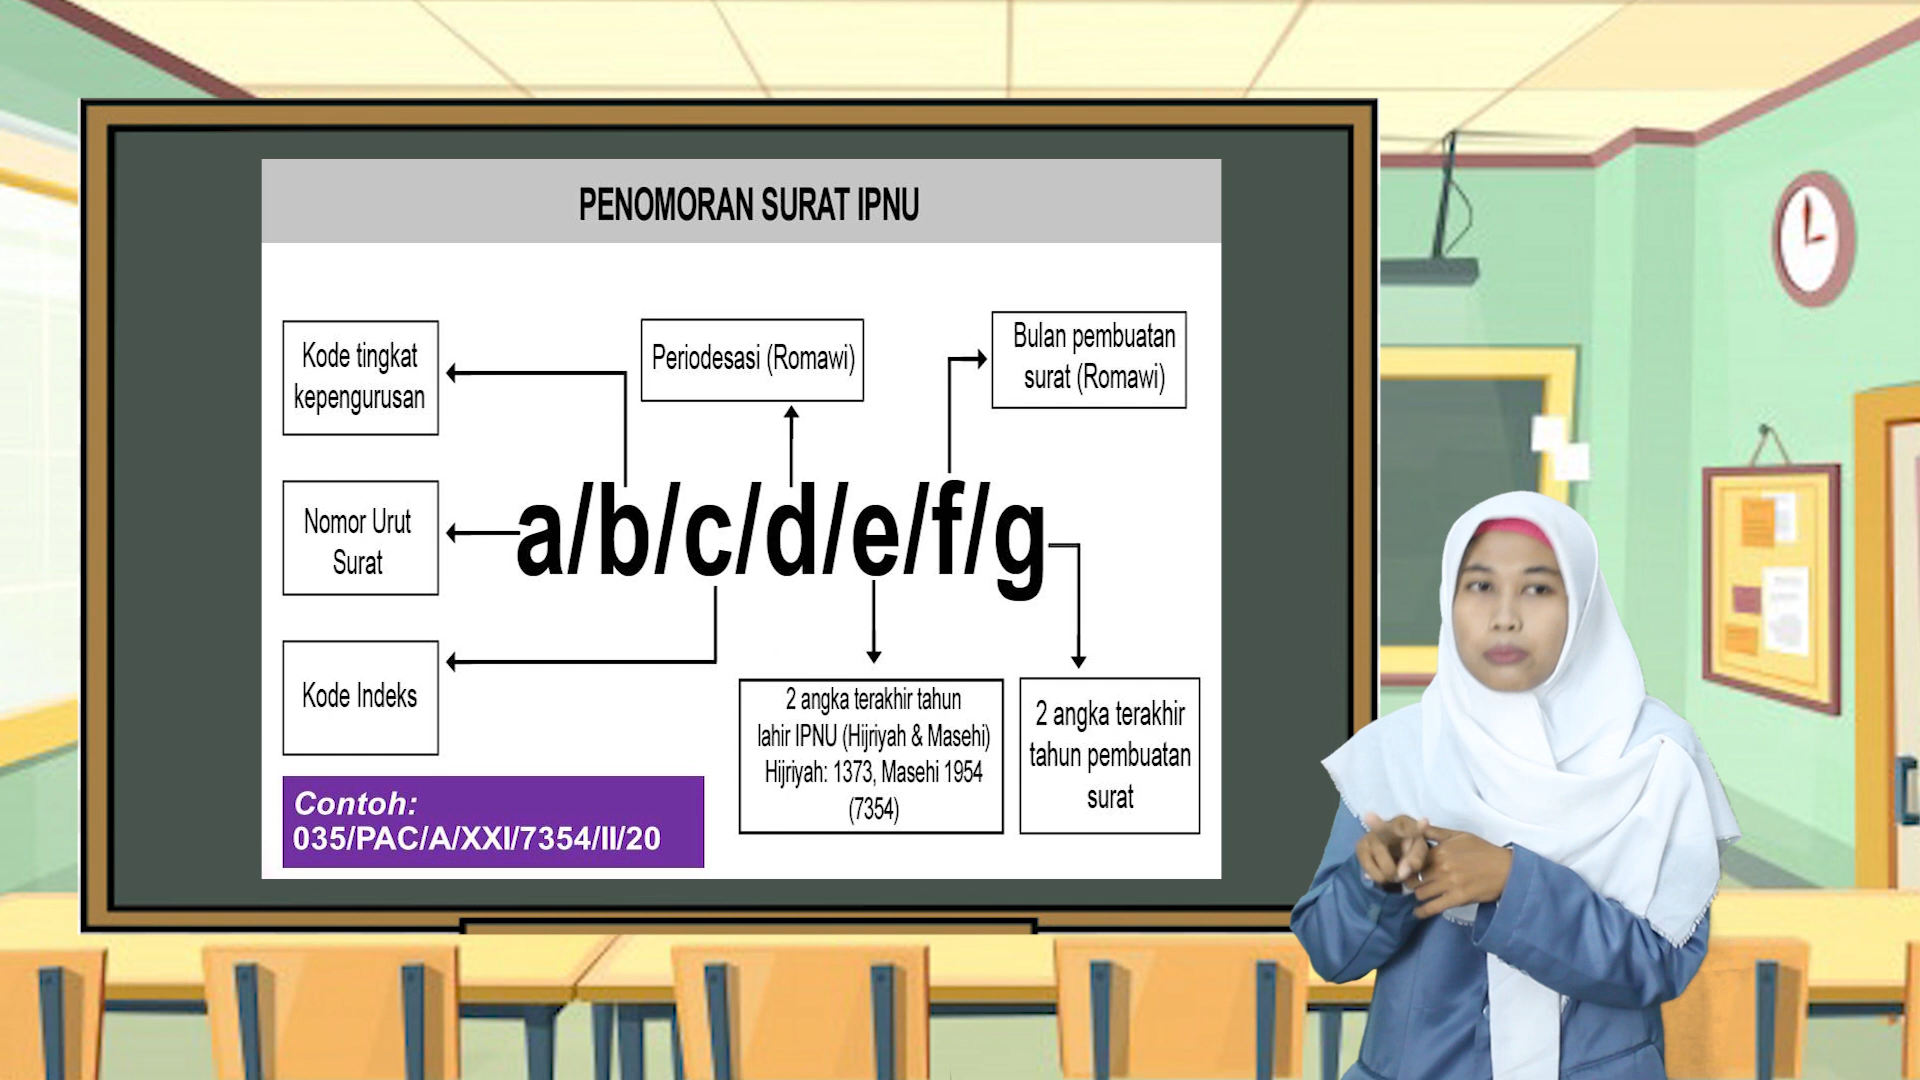 PENOMORAN SURAT IPNU
Kode tingkat
kepengurusan
Periodesasi (Romawi)
Bulan pembuatan
surat (Romawi)
Nomor Urut
Surat
a/b/c/d/e/f/g
Kode Indeks
2 angka terakhir tahun
lahir IPNU (Hijriyah & Masehi)
Hijriyah: 1373, Masehi 1954
(7354)
2 angka terakhir
tahun pembuatan
surat
Contoh:
035/PAC/A/XXI/7354/II/20